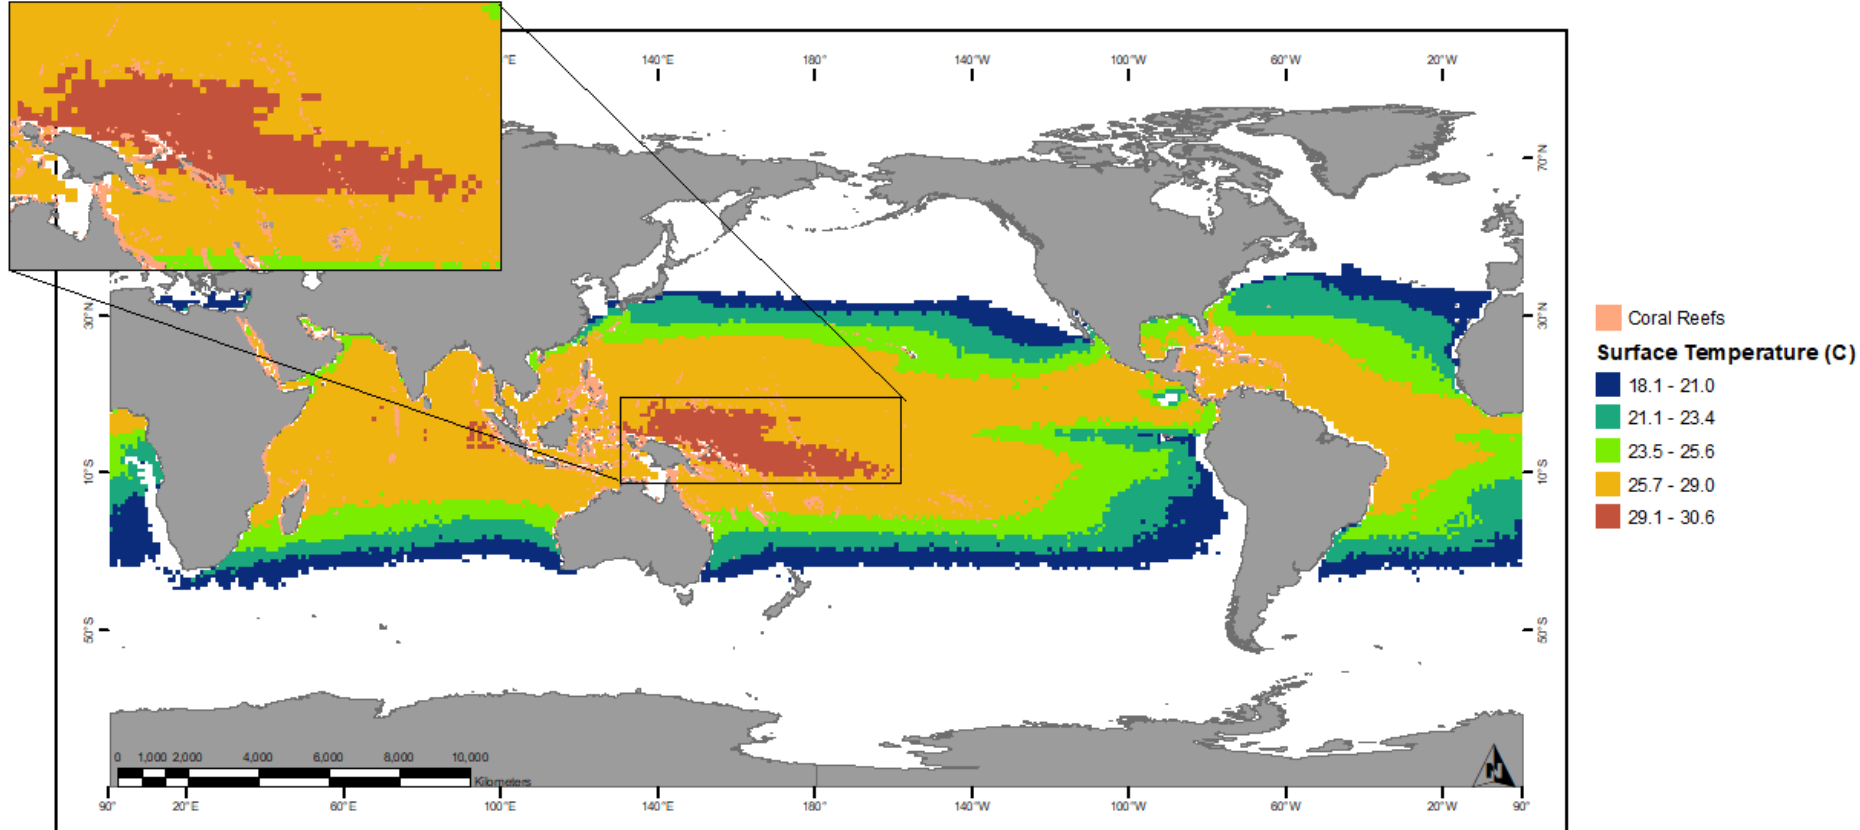 °E 140°E 180° 140°W 100°W 60°W 20°W
70°N
30°N 30°N
10°S 10°S
50°S 50°S
Coral Reefs
Surface Temperature (C)
18.1 - 21.0
21.1 - 23.4
23.5 - 25.6
25.7 - 29.0
29.1 - 30.6
0 1,000 2,000 4,000 6,000 8,000 10,000
Kilometers
N
90° 20°E 60°E 100°E 140°E 180° 140°W 100°W 60°W 20°W 90°